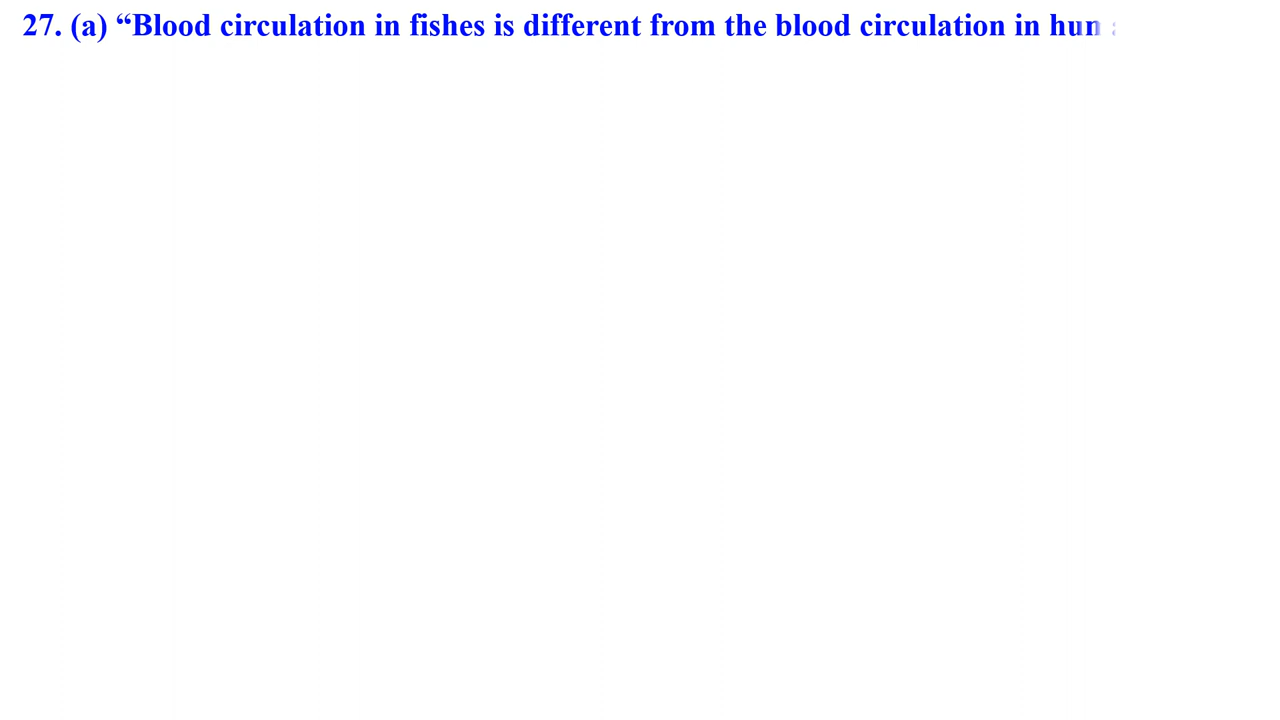 27. (a) “Blood circulation in fishes is different from the blood circulation in